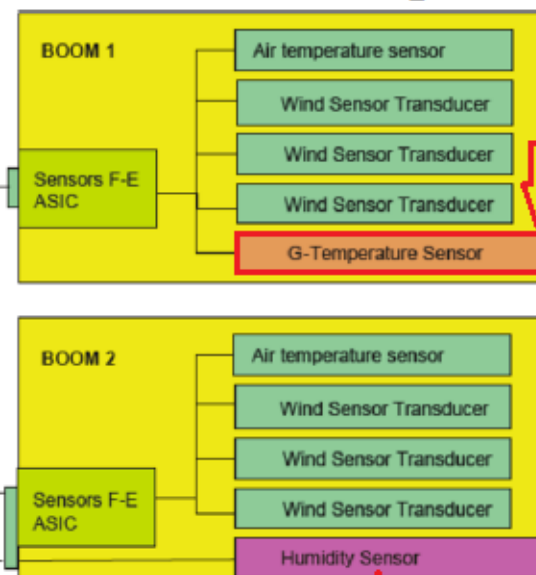 BOOM 1
Air temperature sensor
Wind Sensor Transducer
Wind Sensor Transducer
Sensors F-E
ASIC
Wind Sensor Transducer
G-Temperature Sensor
BOOM 2
Air temperature sensor
Wind Sensor Transducer
Wind Sensor Transducer
Sensors F-E
ASIC
Wind Sensor Transducer
Humidity Sensor